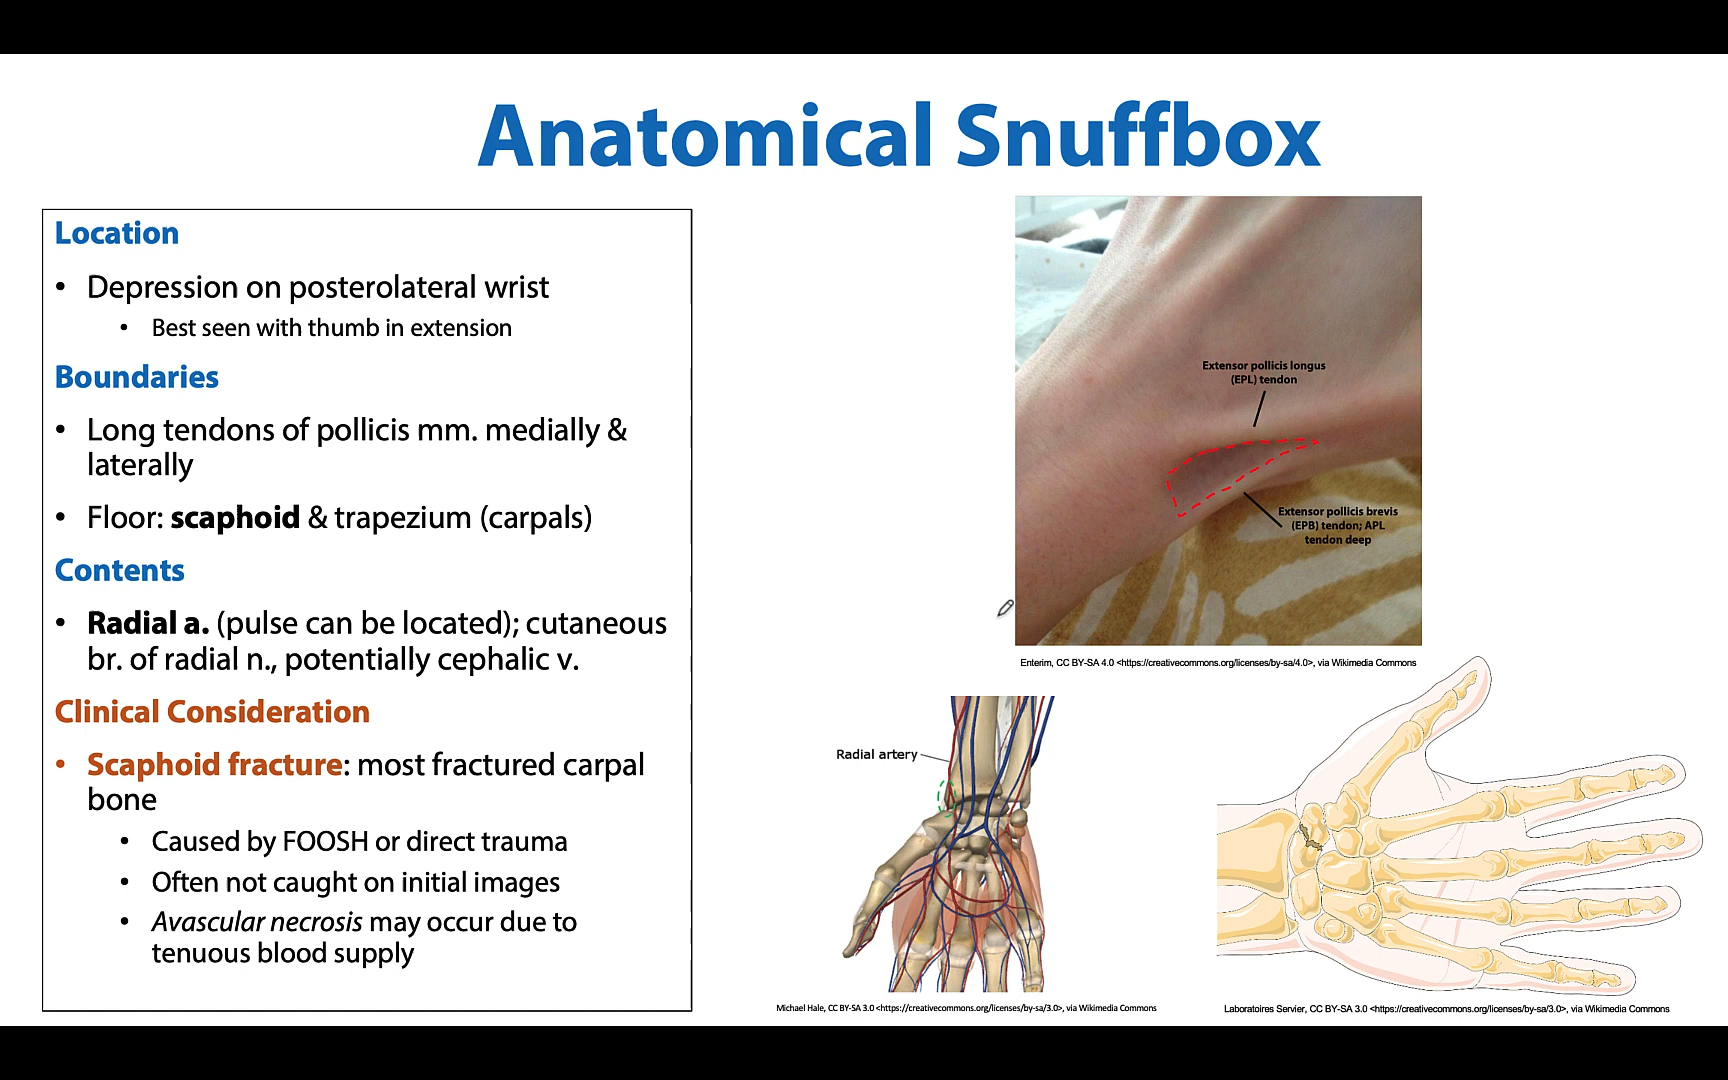 Anatomical Snuffbox
Location
• Depression on posterolateral wrist
• Best seen with thumb in extension
Boundaries
• Long tendons of pollicis mm. medially &
laterally
• Floor: scaphoid & trapezium (carpals)
Contents
• Radial a. (pulse can be located); cutaneous
br. of radial n., potentially cephalic v.
Clinical Consideration
• Scaphoid fracture: most fractured carpal
bone
• Caused by FOOSH or direct trauma
• Often not caught on initial images
• Avascular necrosis may occur due to
tenuous blood supply
Extensor pollicis longus
(EPL) tendon
Extensor pollicis brevis
(EPB) tendon; APL
tendon deep
Enterim, CC BY-SA 4.0 <https://creativecommons.org/licenses/by-sa/4.0>, via Wikimedia Commons
Radial artery
Michael Hale, CC BY-SA 3.0 <https://creativecommons.org/licenses/by-sa/3.0>, via Wikimedia Commons
Laboratoires Servier, CC BY-SA 3.0 <https://creativecommons.org/licenses/by-sa/3.0>, via Wikimedia Commons